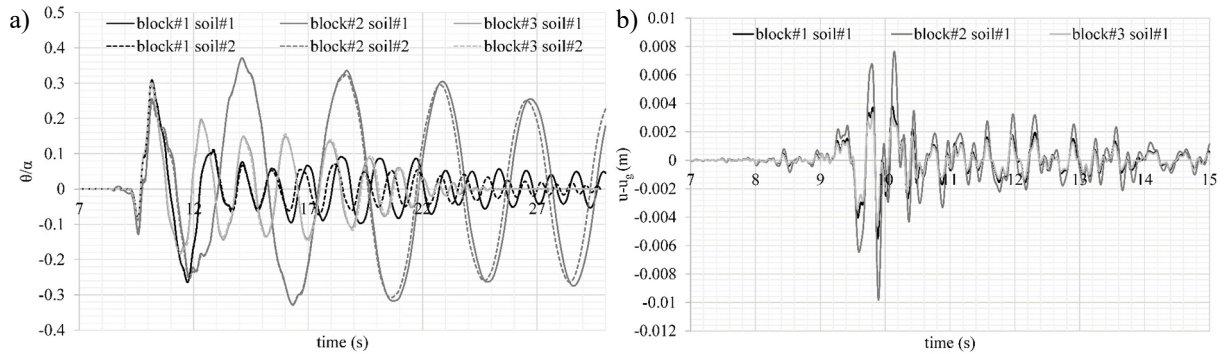 a)
0.5
block#1 soil#1 block#2 soil#1 block#3 soil#1
0.4
block#1 soil#2 block#2 soil#2 block#3 soil#2
0.3
0.2
0.1
0
7 12 17 22 27
-0.1
-0.2
-0.3
-0.4
θ/α
time (s)
b)
0.01
block#1 soil#1 block#2 soil#1 block#3 soil#1
0.008
0.006
0.004
0.002
0
7 8 9 10 11 12 13 14 15
-0.002
-0.004
-0.006
-0.008
-0.01
-0.012
u-ug(m)
time (s)